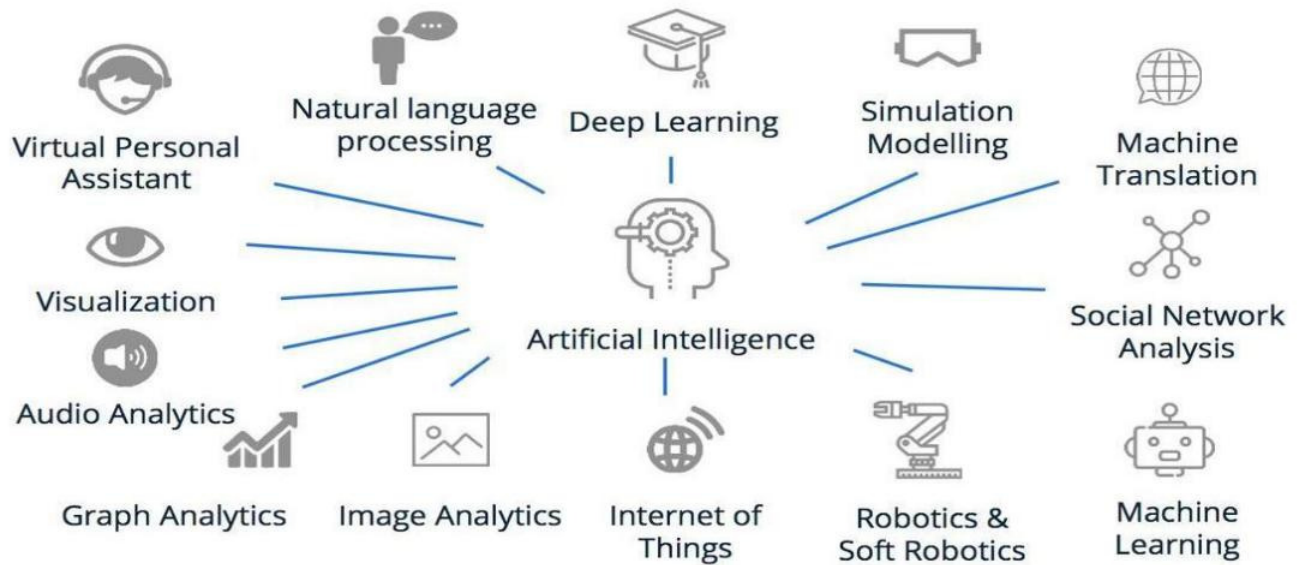 Natural language
processing
Deep Learning
Simulation
Modelling
Virtual Personal
Assistant
Machine
Translation
Visualization
Artificial Intelligence
Social Network
Analysis
Audio Analytics
Graph Analytics
Image Analytics
Internet of
Things
Robotics &
Soft Robotics
Machine
Learning